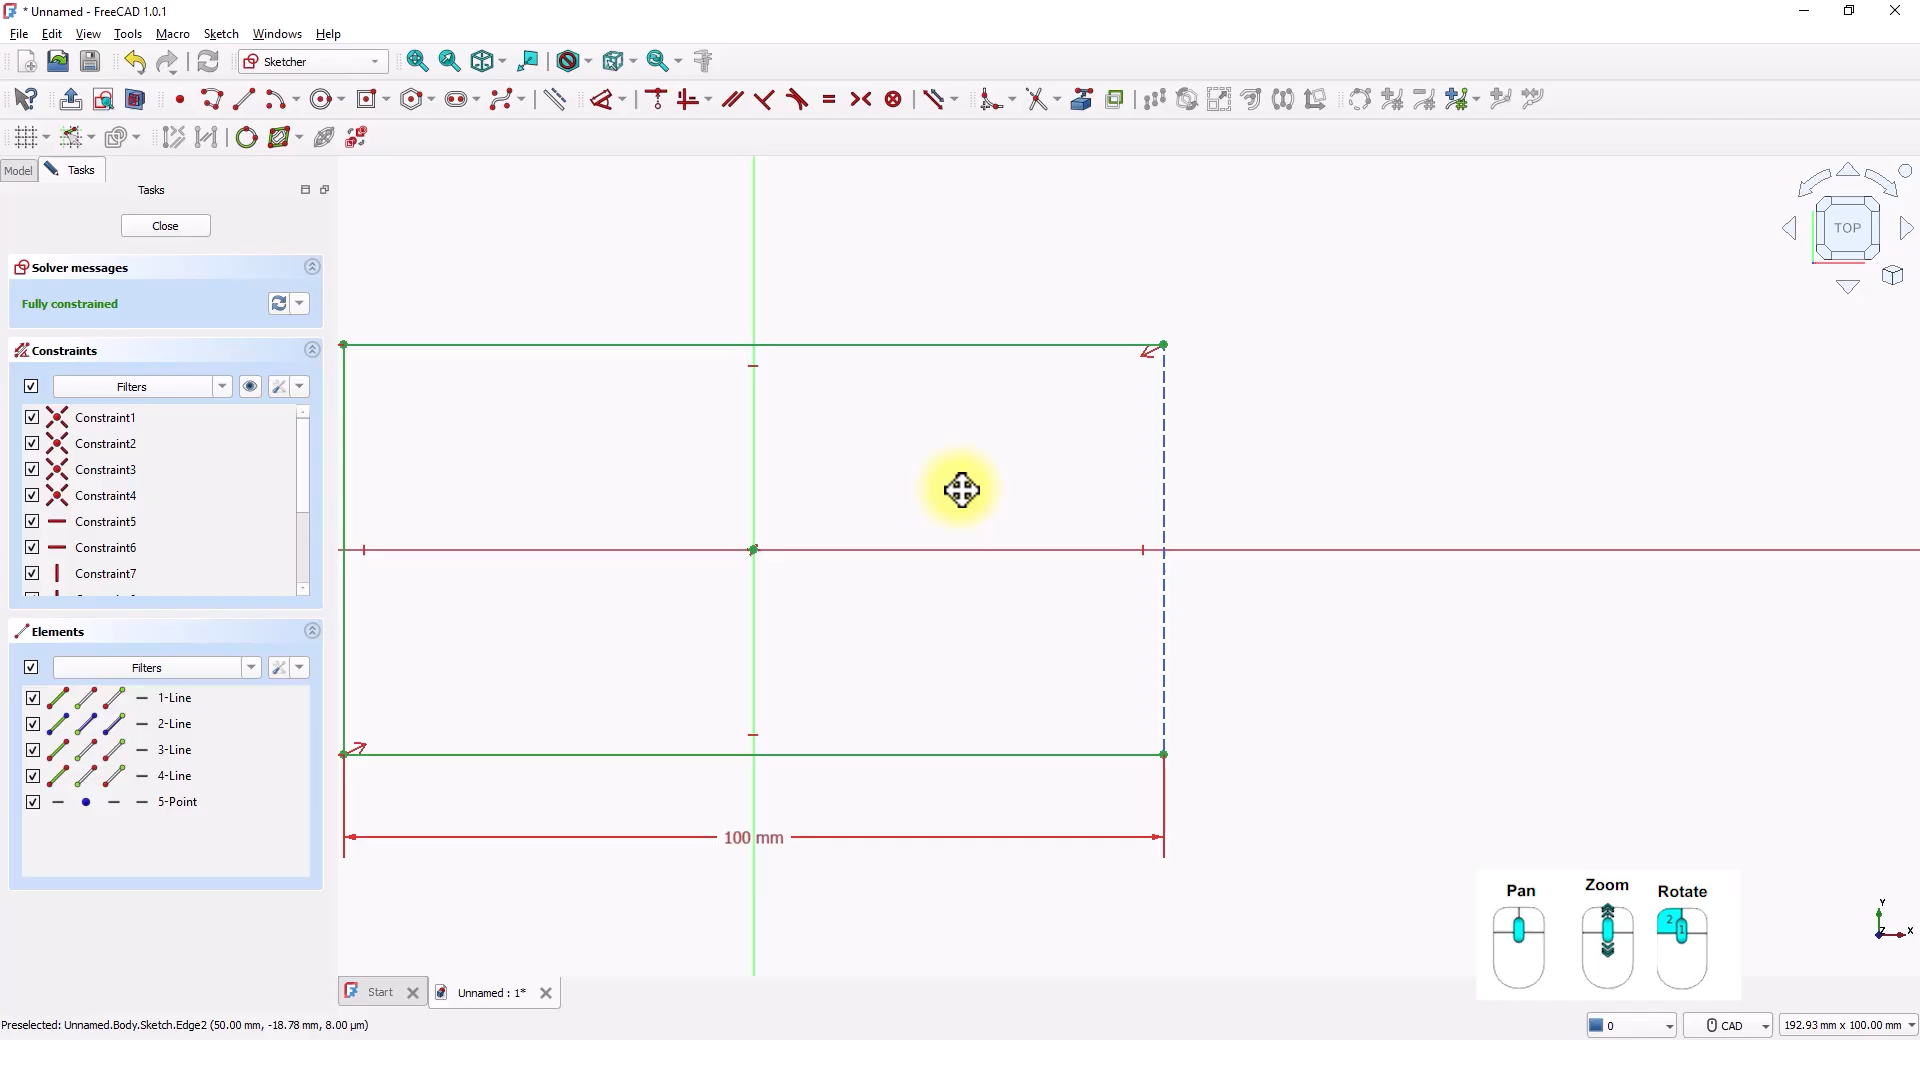 * Unnamed - FreeCAD 1.0.1
File Edit View Tools Macro Sketch Windows Help
Sketcher
Model Tasks
Tasks
Close
Solver messages
Fully constrained
Constraints
Filters
Constraint1
Constraint2
Constraint3
Constraint4
Constraint5
Constraint6
Constraint7
Elements
Filters
1-Line
2-Line
3-Line
4-Line
5-Point
TOP
100 mm
Pan Zoom Rotate
2 1
Y
Z X
Start Unnamed : 1*
Preselected: Unnamed.Body.Sketch.Edge2 (50.00 mm, -18.78 mm, 8.00 µm) 0 CAD 192.93 mm x 100.00 mm